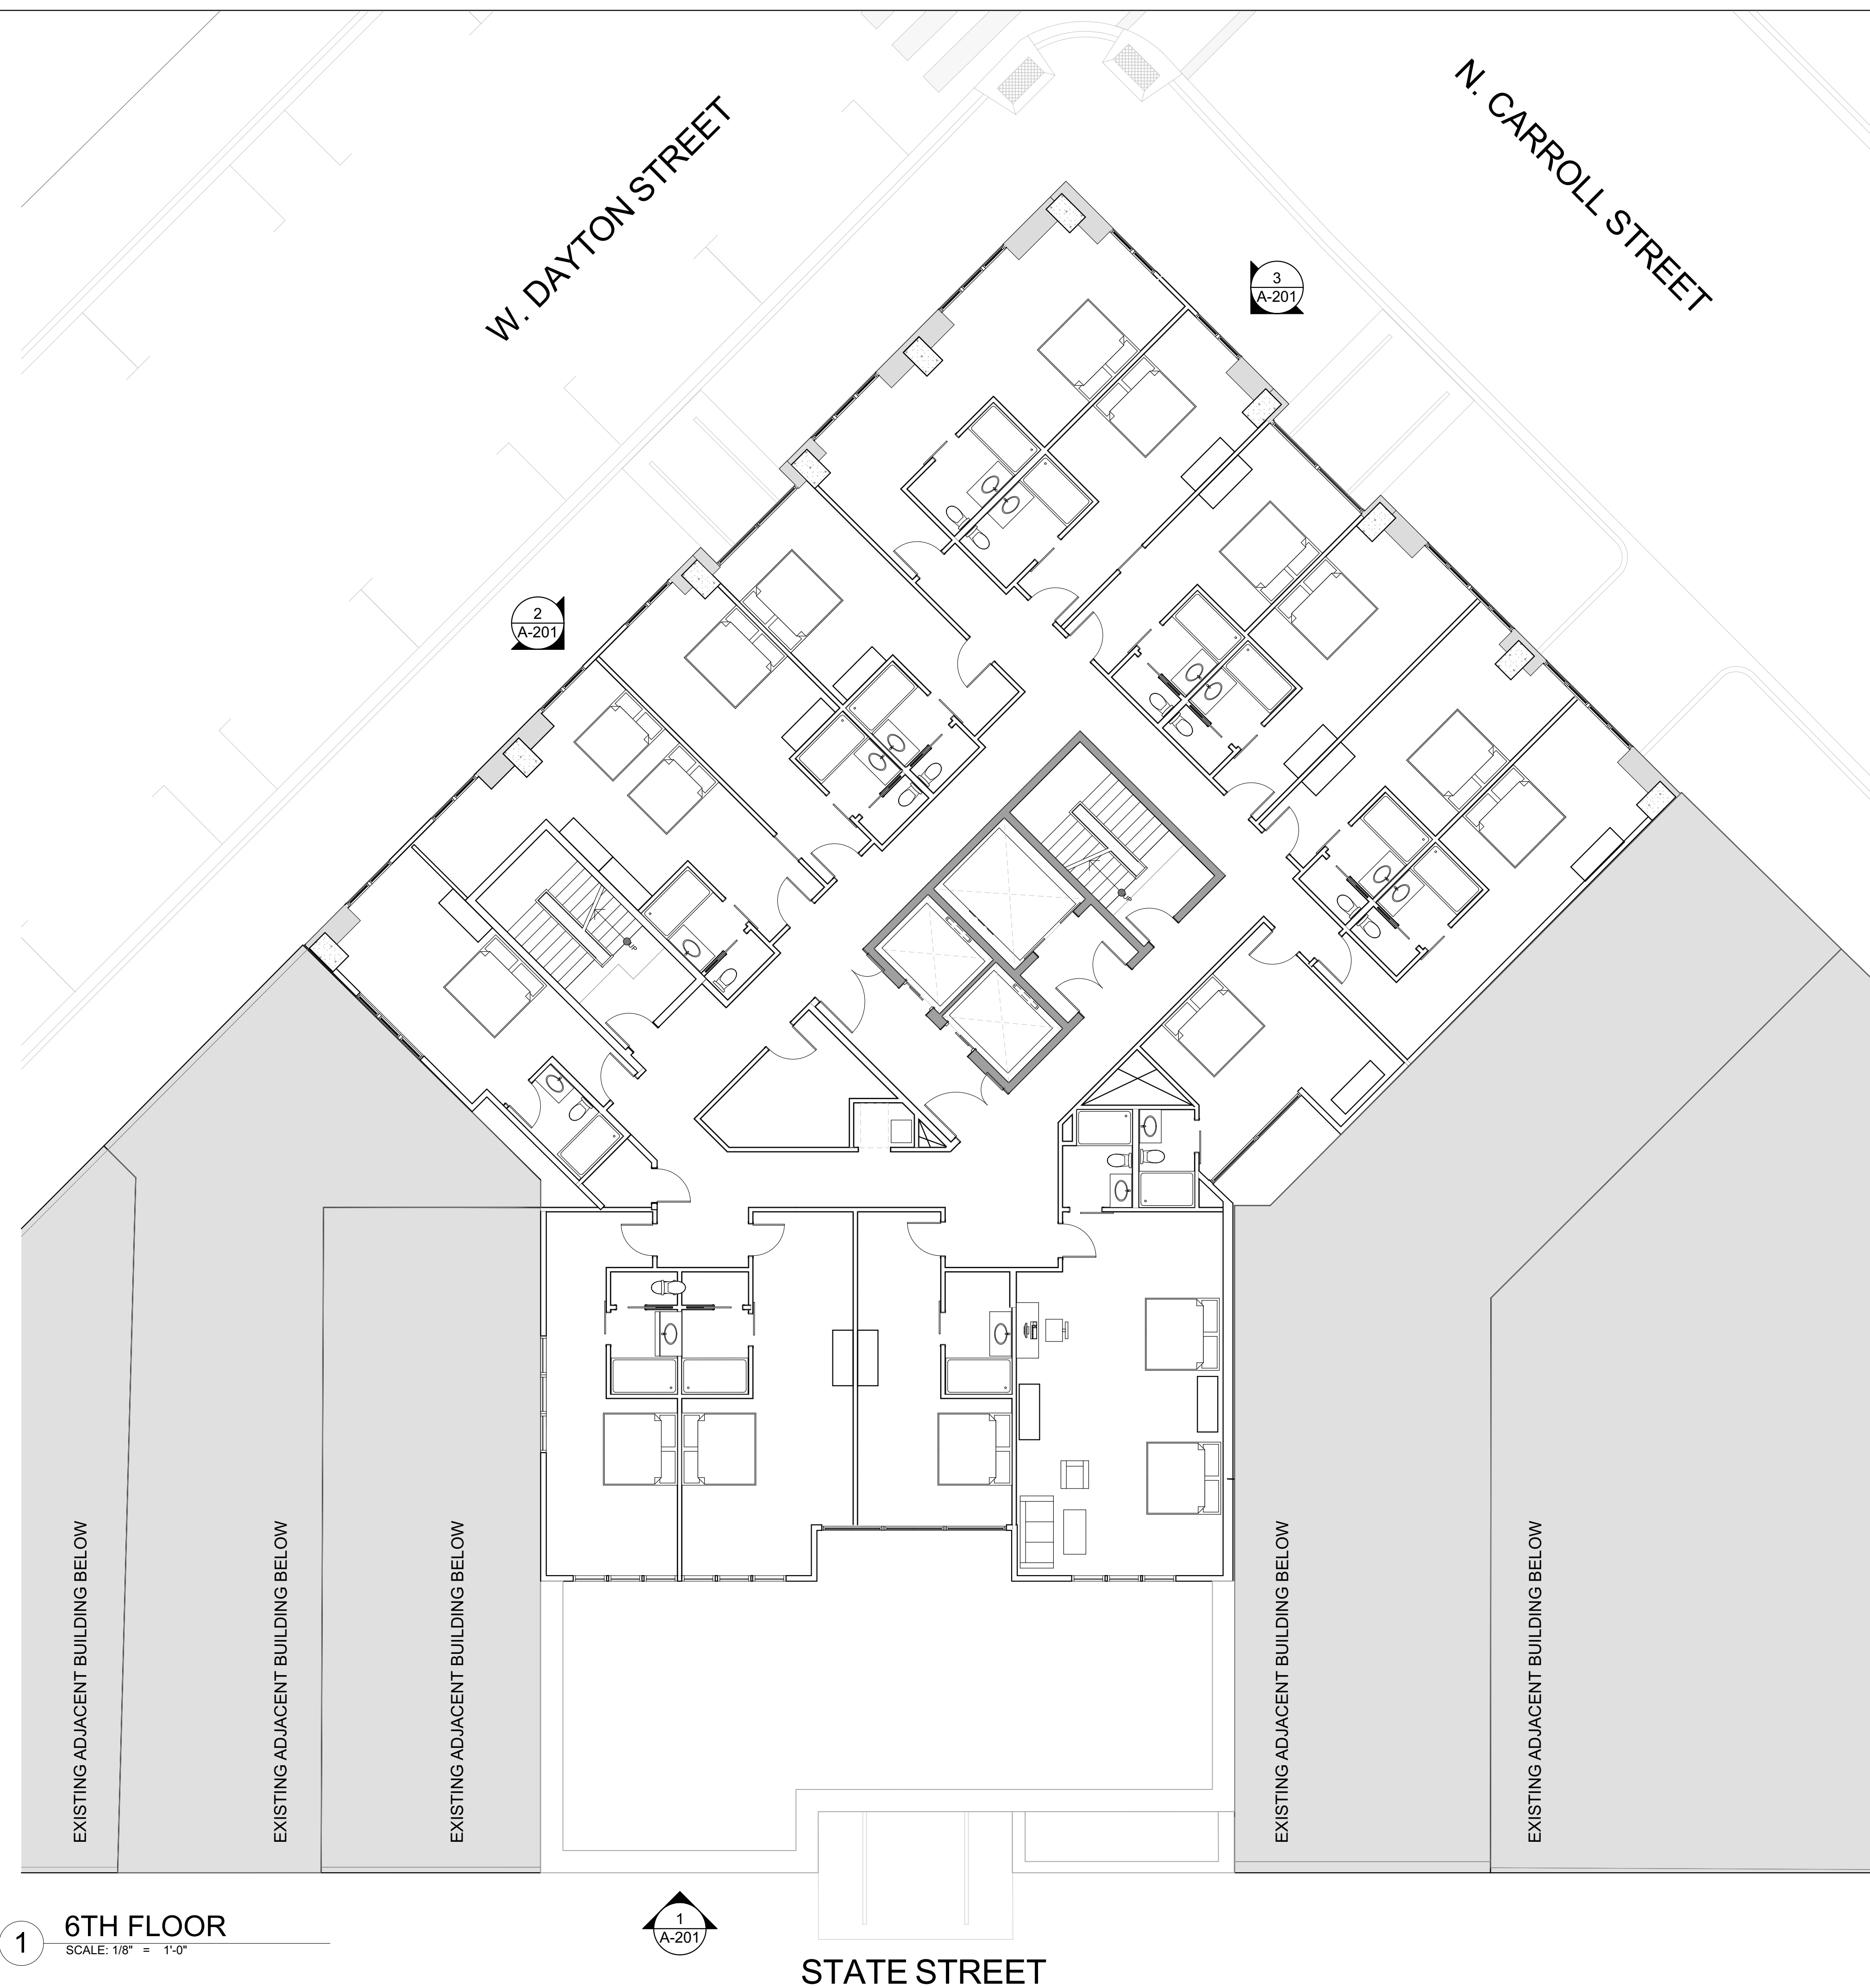 W. DAYTON STREET
N. CARROLL STREET
3
A-201
2
A-201
UP
UP
EXISTING ADJACENT BUILDING BELOW
EXISTING ADJACENT BUILDING BELOW
EXISTING ADJACENT BUILDING BELOW
EXISTING ADJACENT BUILDING BELOW
EXISTING ADJACENT BUILDING BELOW
1
6TH FLOOR
SCALE: 1/8" = 1'-0"
1
A-201
STATE STREET